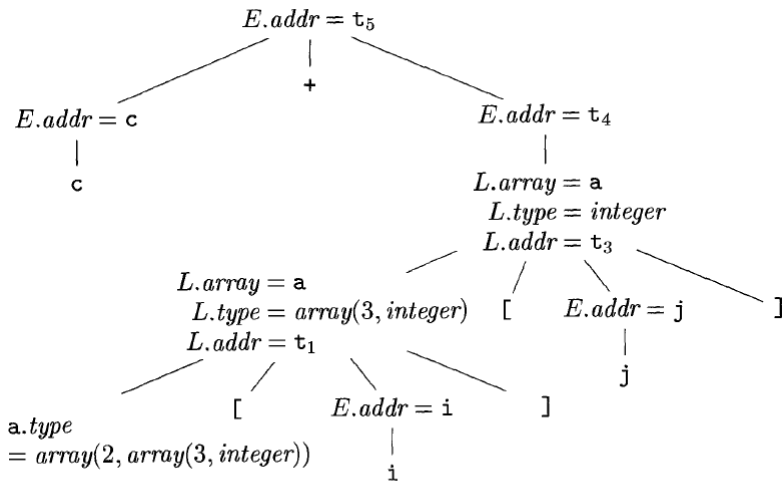 E.addr = t₅
+
E.addr = c
E.addr = t₄
c
L.array = a
L.type = integer
L.addr = t₃
L.array = a
L.type = array(3, integer)
L.addr = t₁
[
E.addr = j
]
j
a.type
= array(2, array(3, integer))
[
E.addr = i
]
i